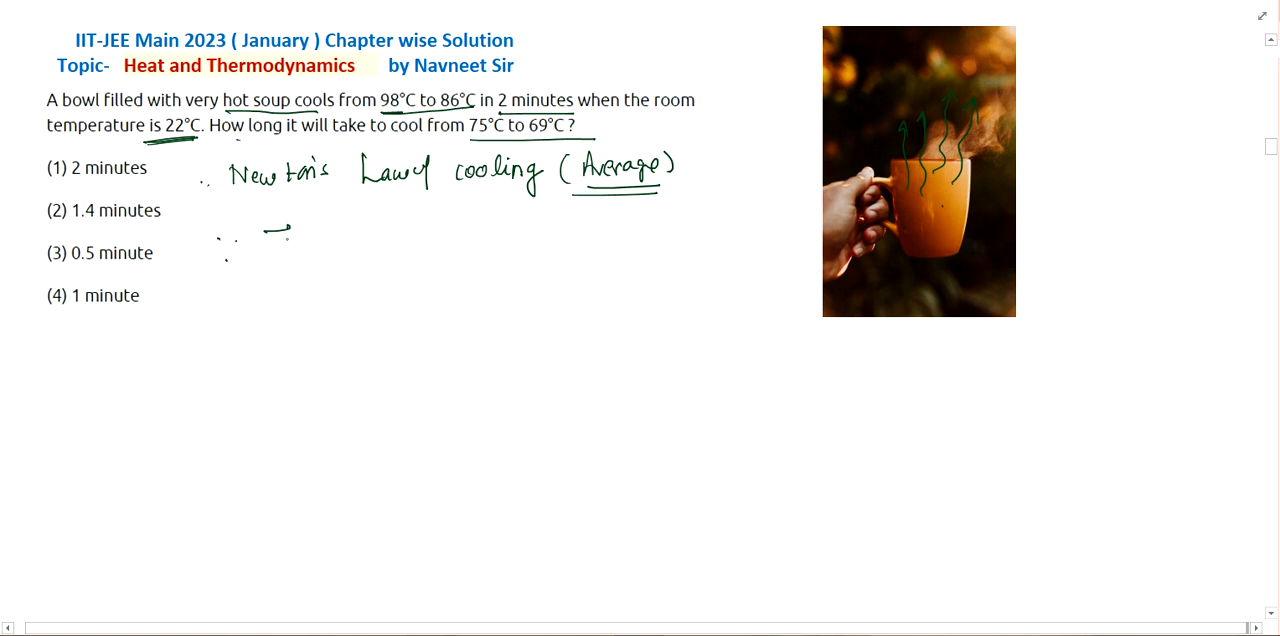 IIT-JEE Main 2023 ( January ) Chapter wise Solution
Topic- Heat and Thermodynamics by Navneet Sir
A bowl filled with very hot soup cools from 98°C to 86°C in 2 minutes when the room
temperature is 22°C. How long it will take to cool from 75°C to 69°C ?
(1) 2 minutes
Newton's Law of cooling (Average)
(2) 1.4 minutes
(3) 0.5 minute
(4) 1 minute